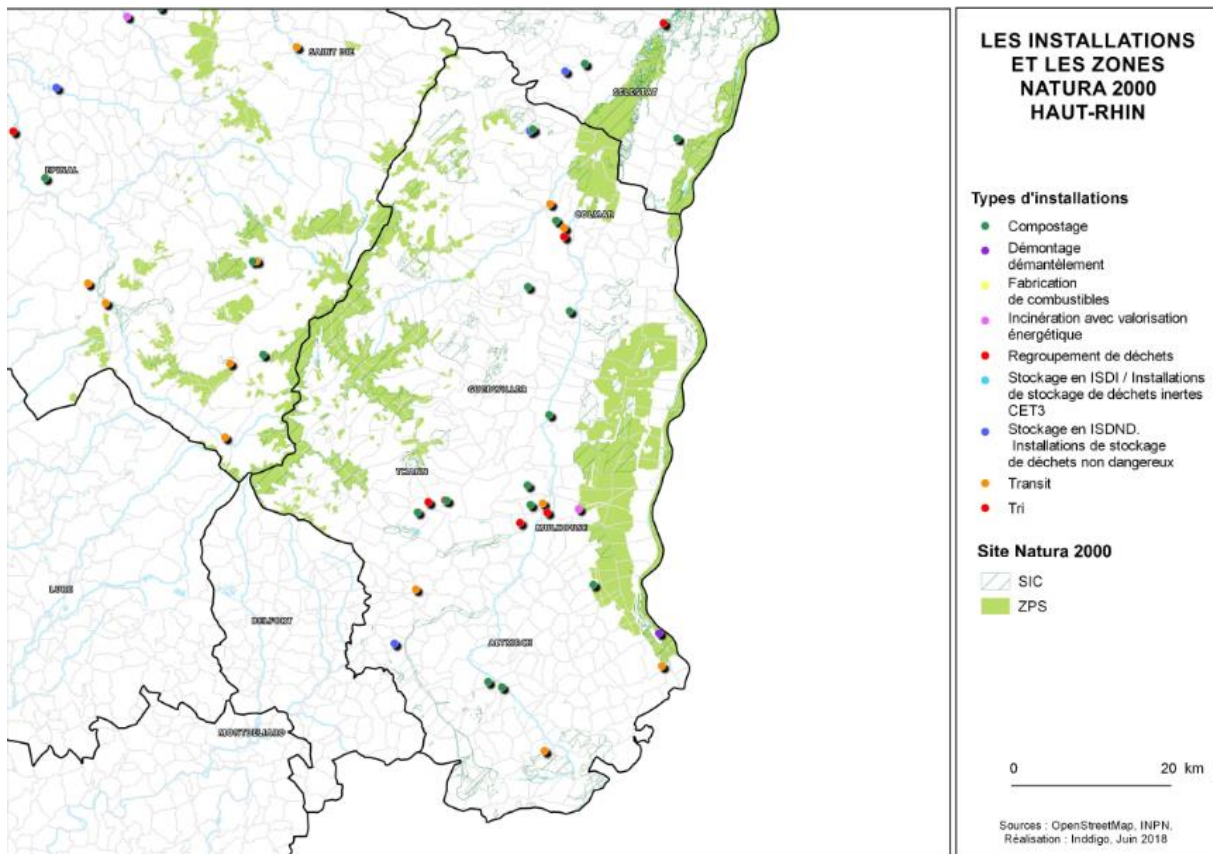 LES INSTALLATIONS
ET LES ZONES
NATURA 2000
HAUT-RHIN
Types d'installations
Compostage
Démontage
démantèlement
Fabrication
de combustibles
Incinération avec valorisation
énergétique
Regroupement de déchets
Stockage en ISDI / Installations
de stockage de déchets inertes
CET3
Stockage en ISDND.
Installations de stockage
de déchets non dangereux
Transit
Tri
Site Natura 2000
SIC
ZPS
0 20 km
Sources : OpenStreetMap, INPN,
Réalisation : Inddigo, Juin 2018
SAINT DIE
SELESTAT
EPINAL
COLMAR
GUEBWILLER
THANN
MULHOUSE
LURE
BELFORT
ALTKIRCH
MONTBELIARD